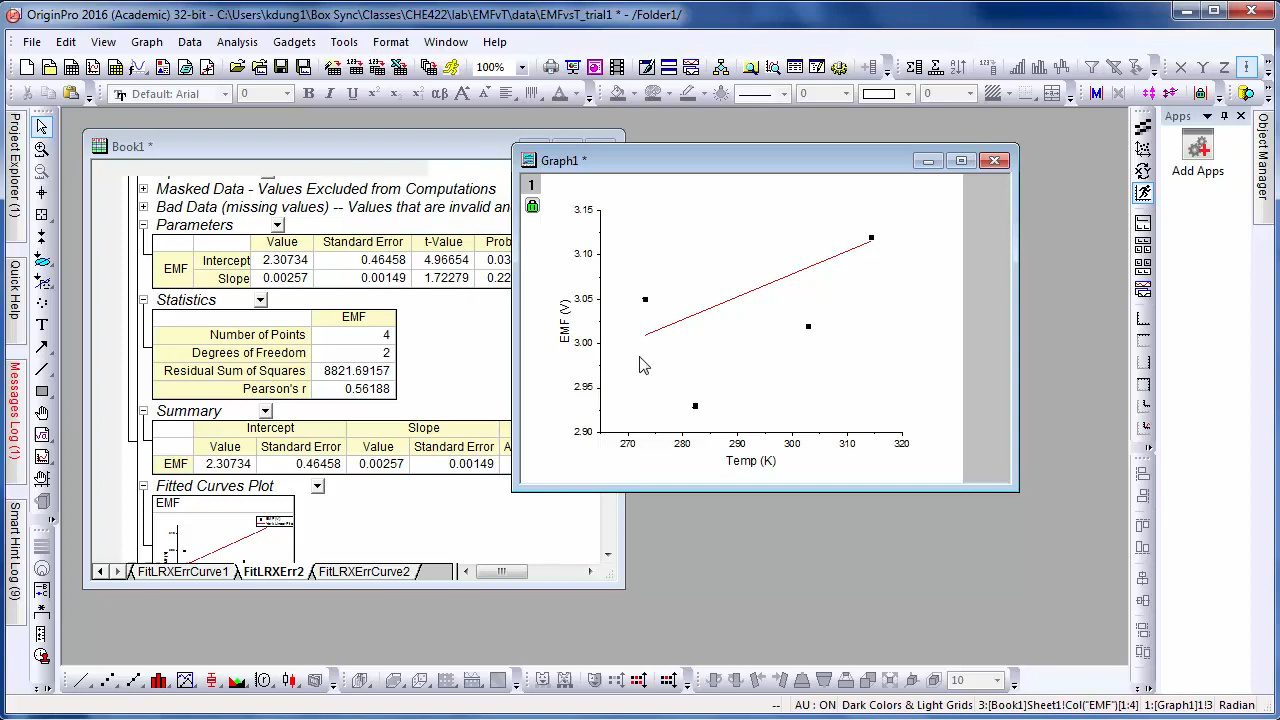 OriginPro 2016 (Academic) 32-bit - C:\Users\kdung1\Box Sync\Classes\CHE422\lab\EMFvT\data\EMFvsT_trial1 * - /Folder1/
File Edit View Graph Data Analysis Gadgets Tools Format Window Help
100%
Default: Arial 0 B I U 0 0
Project Explorer (1)
Quick Help
Messages Log (1)
Smart Hint Log (9)
Object Manager
Apps
Add Apps
Book1 *
Masked Data - Values Excluded from Computations
Bad Data (missing values) -- Values that are invalid an
Parameters
Value Standard Error t-Value Prob
EMF Intercept 2.30734 0.46458 4.96654 0.03
Slope 0.00257 0.00149 1.72279 0.22
Statistics
EMF
Number of Points 4
Degrees of Freedom 2
Residual Sum of Squares 8821.69157
Pearson's r 0.56188
Summary
Intercept Slope
Value Standard Error Value Standard Error
EMF 2.30734 0.46458 0.00257 0.00149
Fitted Curves Plot
EMF
FitLRXErrCurve1 FitLRXErr2 FitLRXErrCurve2
Graph1 *
1
3.15
3.10
3.05
3.00
2.95
2.90
EMF (V)
270 280 290 300 310 320
Temp (K)
10
-- AU : ON Dark Colors & Light Grids 3:[Book1]Sheet1!Col("EMF")[1:4] 1:[Graph1]1!3 Radian